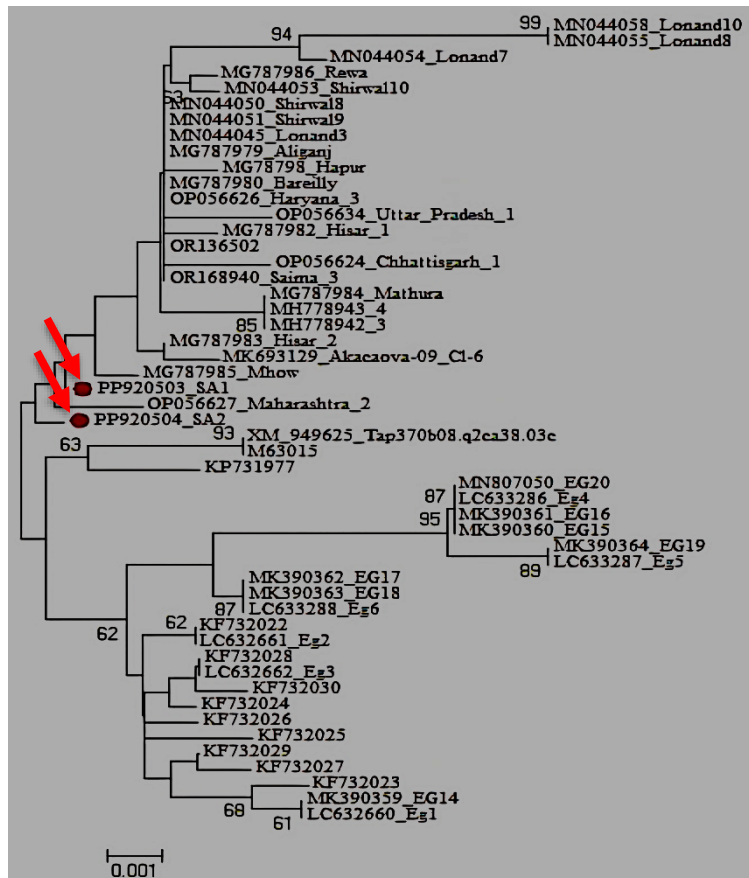 99
MN044058_Lonand10
94
MN044055_Lonand8
MN044054_Lonand7
MG787986_Rewa
MN044053_Shirwal10
MN044050_Shirwal8
MN044051_Shirwal9
MN044045_Lonand3
MG787979_Aliganj
MG78798_Hapur
MG787980_Bareilly
OP056626_Haryana_3
OP056634_Uttar_Pradesh_1
MG787982_Hisar_1
OR136502
OP056624_Chhattisgarh_1
OR168940_Saima_3
MG787984_Mathura
MH778943_4
85
MH778942_3
MG787983_Hisar_2
MK693129_Akacaova-09_Cl-6
MG787985_Mhow
PP920503_SA1
OP056627_Maharashtra_2
PP920504_SA2
93
XM_949625_Tap370b08.q2ca38.03c
63
M63015
KP731977
MN807050_EG20
87
LC633286_Eg4
MK390361_EG16
95
MK390360_EG15
MK390364_EG19
89
LC633287_Eg5
MK390362_EG17
MK390363_EG18
87
LC633288_Eg6
62
62
KF732022
LC632661_Eg2
KF732028
LC632662_Eg3
KF732030
KF732024
KF732026
KF732025
KF732029
KF732027
KF732023
MK390359_EG14
68
61
LC632660_Eg1
0.001